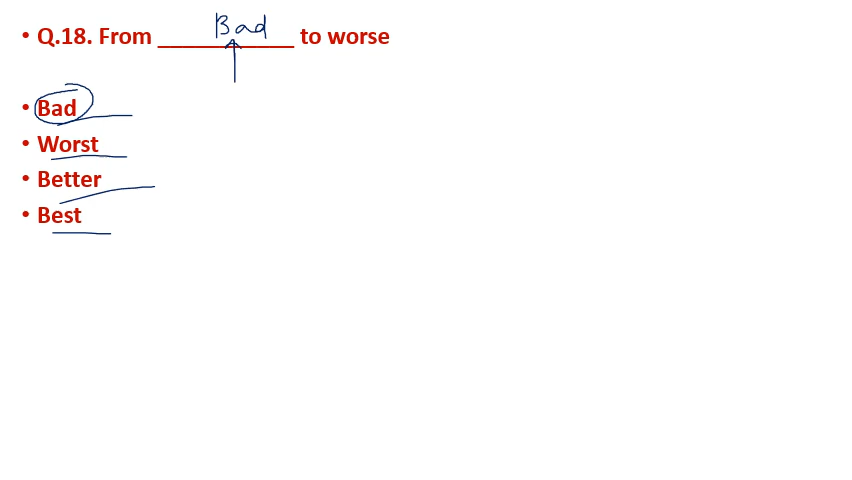 • Q.18. From ____________ to worse
Bad
• Bad
• Worst
• Better
• Best